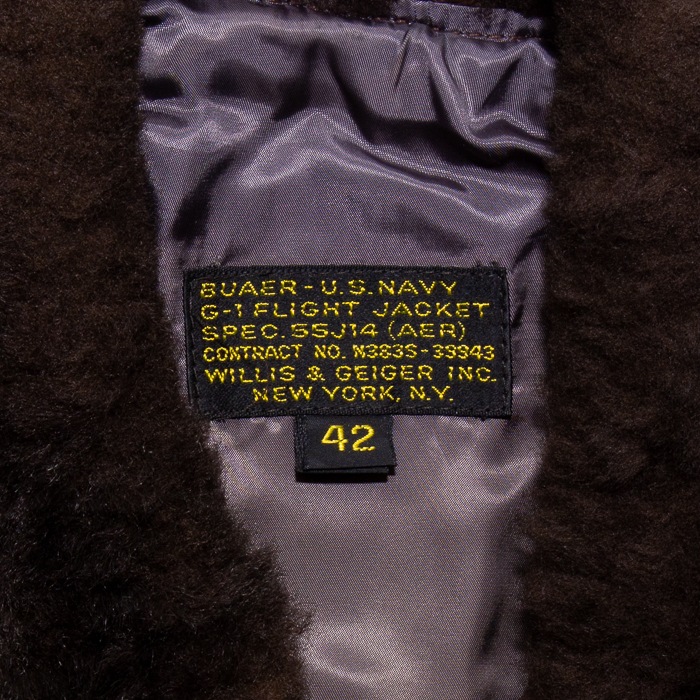 BUAER - U.S. NAVY
G-1 FLIGHT JACKET
SPEC. 55J14 (AER)
CONTRACT NO. N383S-39343
WILLIS & GEIGER INC.
NEW YORK, N.Y.
42